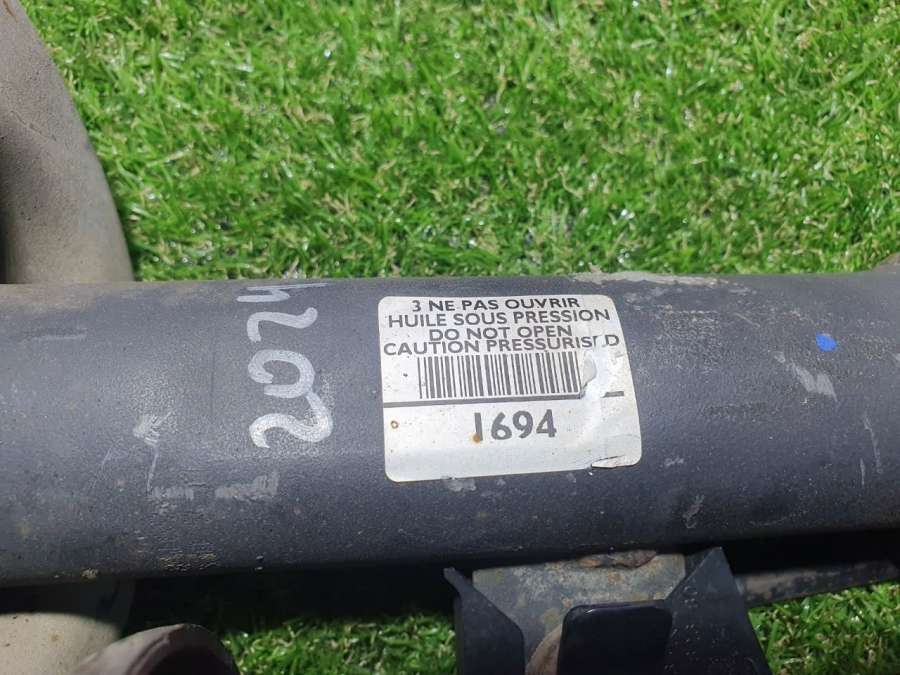 2024
3 NE PAS OUVRIR
HUILE SOUS PRESSION
DO NOT OPEN
CAUTION PRESSURISED
1694